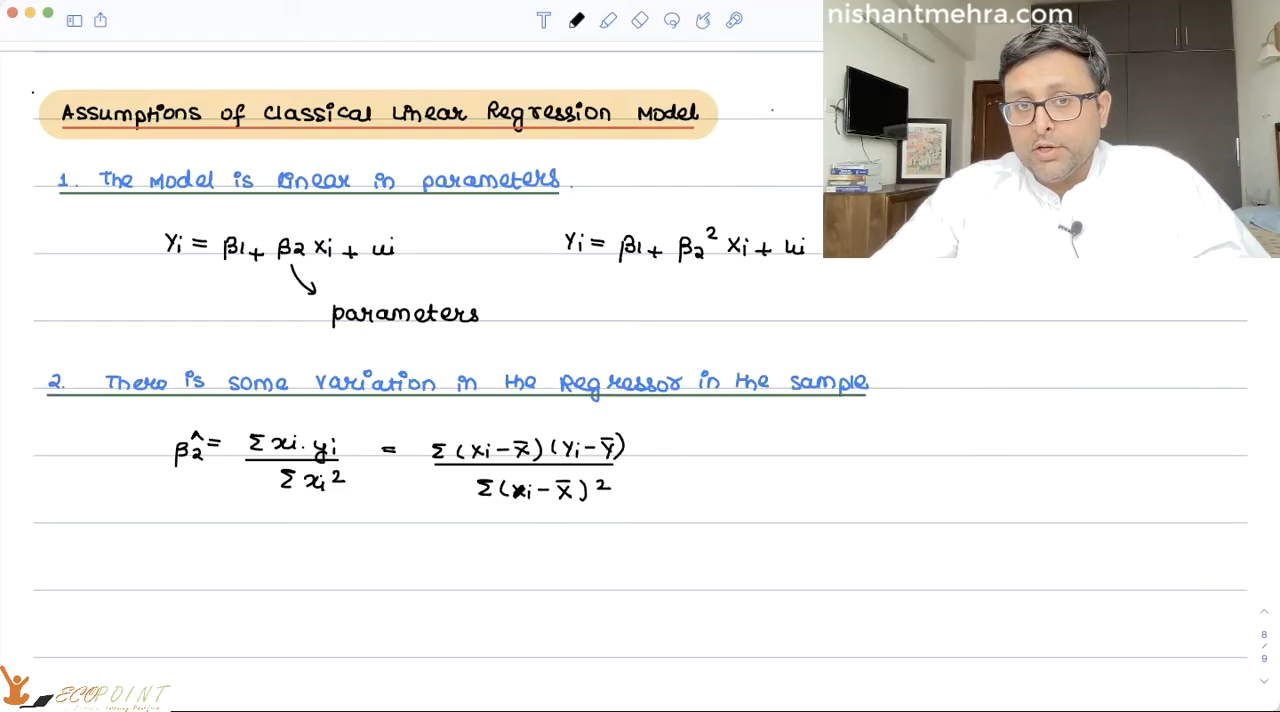 nishantmehra.com
Assumptions of Classical Linear Regression Model
1. The Model is Linear in parameters.
Yi = β1 + β2 Xi + ui
Yi = β1 + β2² Xi + ui
parameters
2. There is some variation in the Regressor in the sample
β̂2 = Σ xi . yi / Σ xi² = Σ (Xi – X̄) (Yi – Ȳ) / Σ (Xi – X̄)²
8
/
9
ECOPOINT